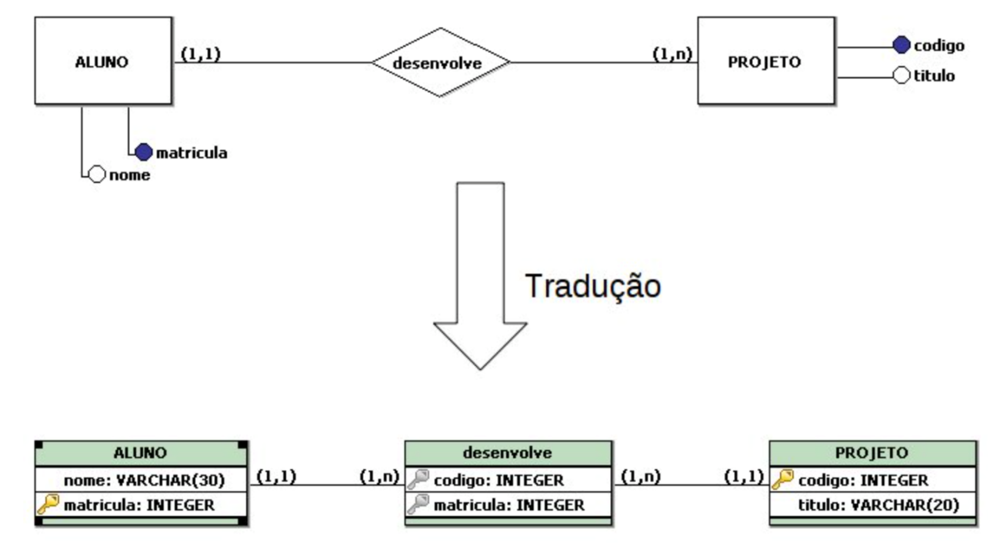 ALUNO
(1,1)
desenvolve
(1,n)
PROJETO
codigo
titulo
matricula
nome
Tradução
ALUNO
nome: VARCHAR(30)
matricula: INTEGER
(1,1)
(1,n)
desenvolve
codigo: INTEGER
matricula: INTEGER
(1,n)
(1,1)
PROJETO
codigo: INTEGER
titulo: VARCHAR(20)